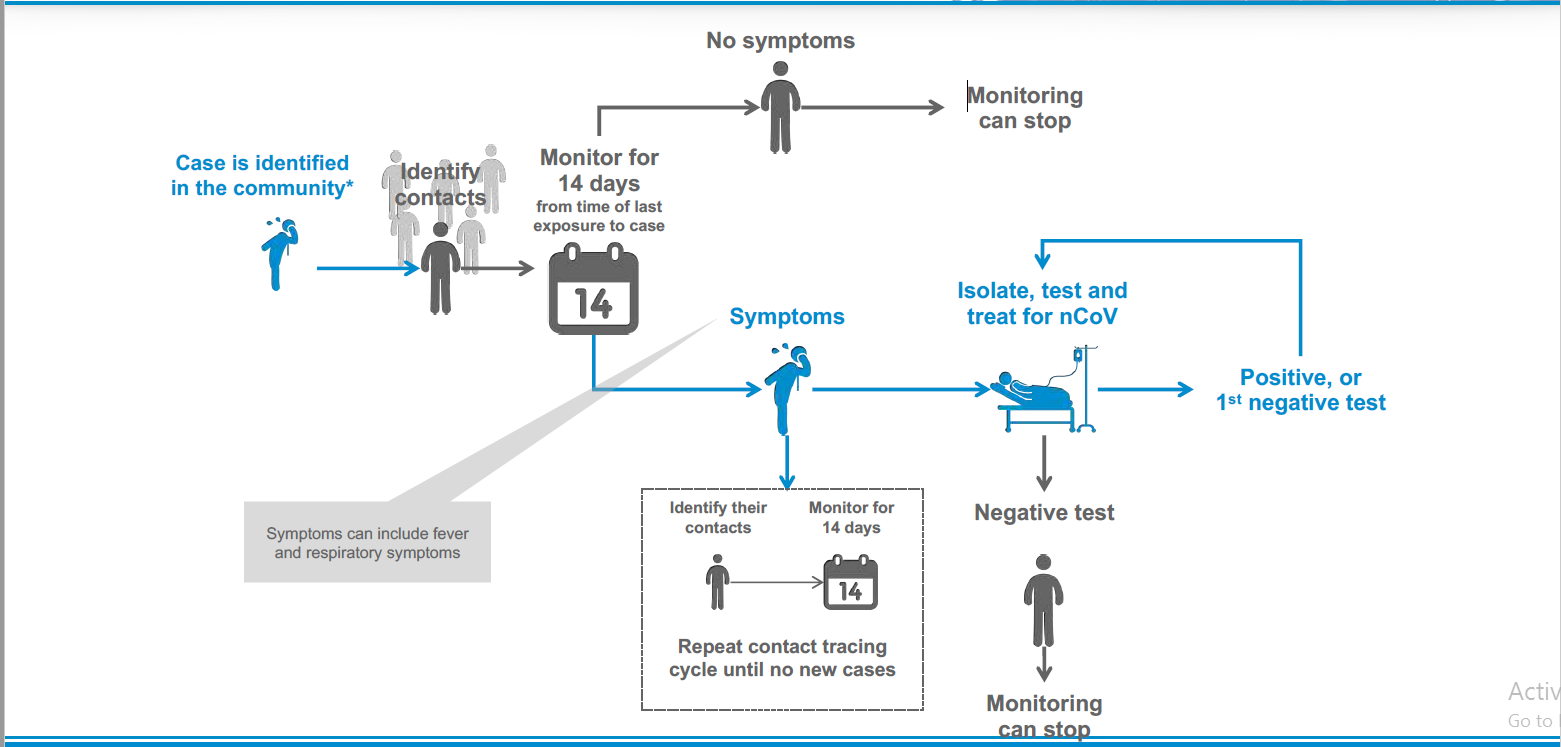 No symptoms
Monitoring
can stop
Case is identified
in the community*
Identify
contacts
Monitor for
14 days
from time of last
exposure to case
14
Symptoms
Isolate, test and
treat for nCoV
Positive, or
1st negative test
Symptoms can include fever
and respiratory symptoms
Identify their
contacts
Monitor for
14 days
14
Repeat contact tracing
cycle until no new cases
Negative test
Monitoring
can stop
Activ
Go to